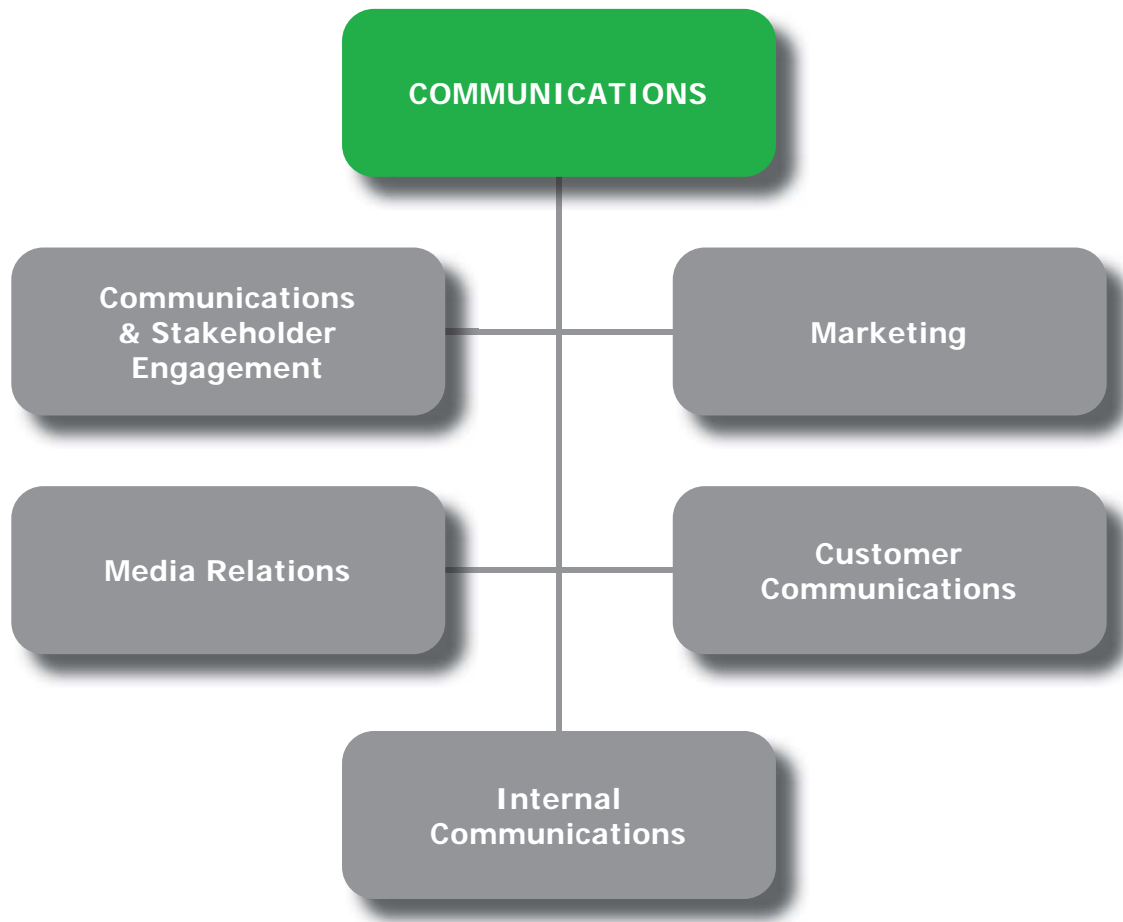 COMMUNICATIONS
Communications
& Stakeholder
Engagement
Marketing
Media Relations
Customer
Communications
Internal
Communications